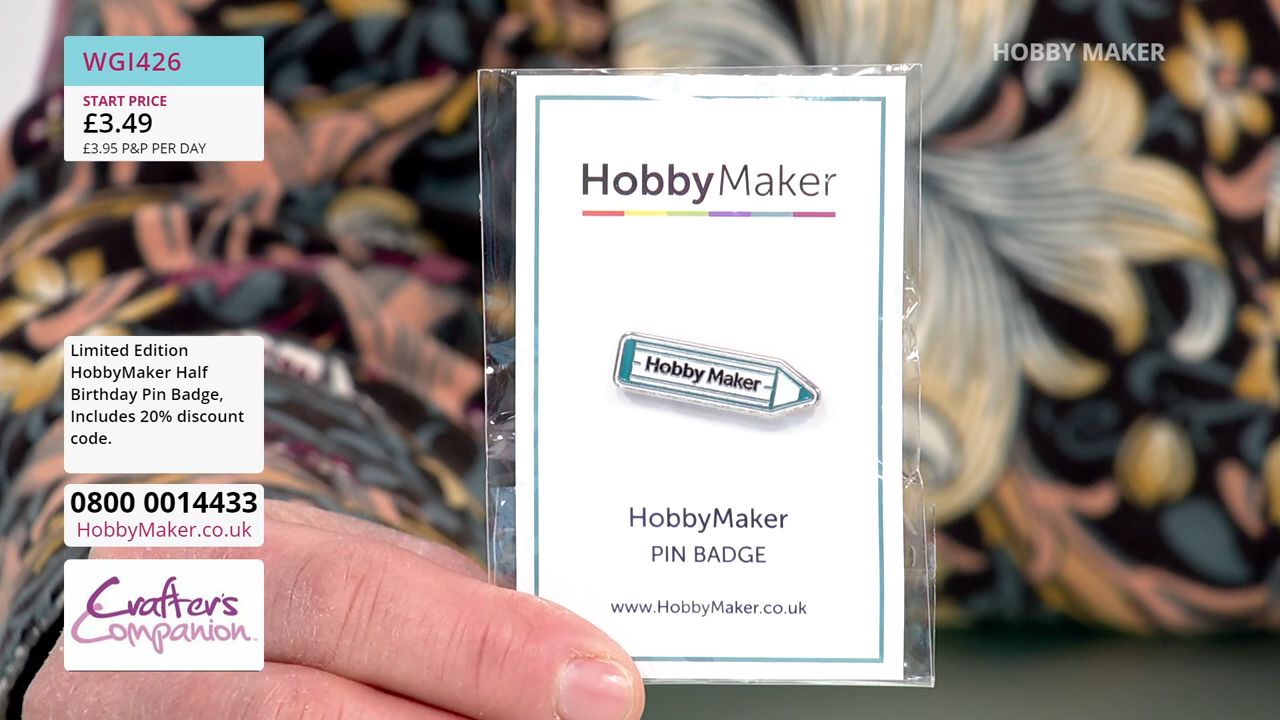 WGI426
START PRICE
£3.49
£3.95 P&P PER DAY
HOBBY MAKER
HobbyMaker
Hobby Maker
HobbyMaker
PIN BADGE
www.HobbyMaker.co.uk
Limited Edition
HobbyMaker Half
Birthday Pin Badge,
Includes 20% discount
code.
0800 0014433
HobbyMaker.co.uk
Crafter's
Companion